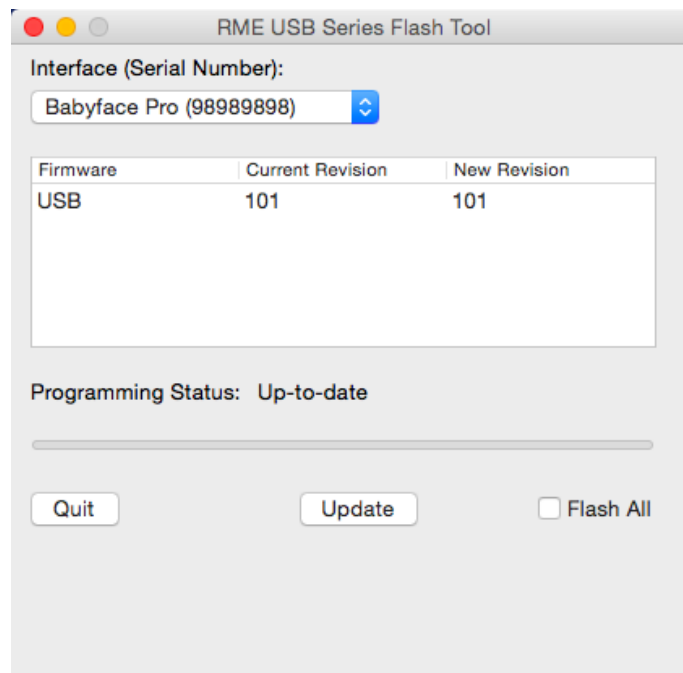 RME USB Series Flash Tool
Interface (Serial Number):
Babyface Pro (98989898)
Firmware Current Revision New Revision
USB 101 101
Programming Status: Up-to-date
Quit Update Flash All